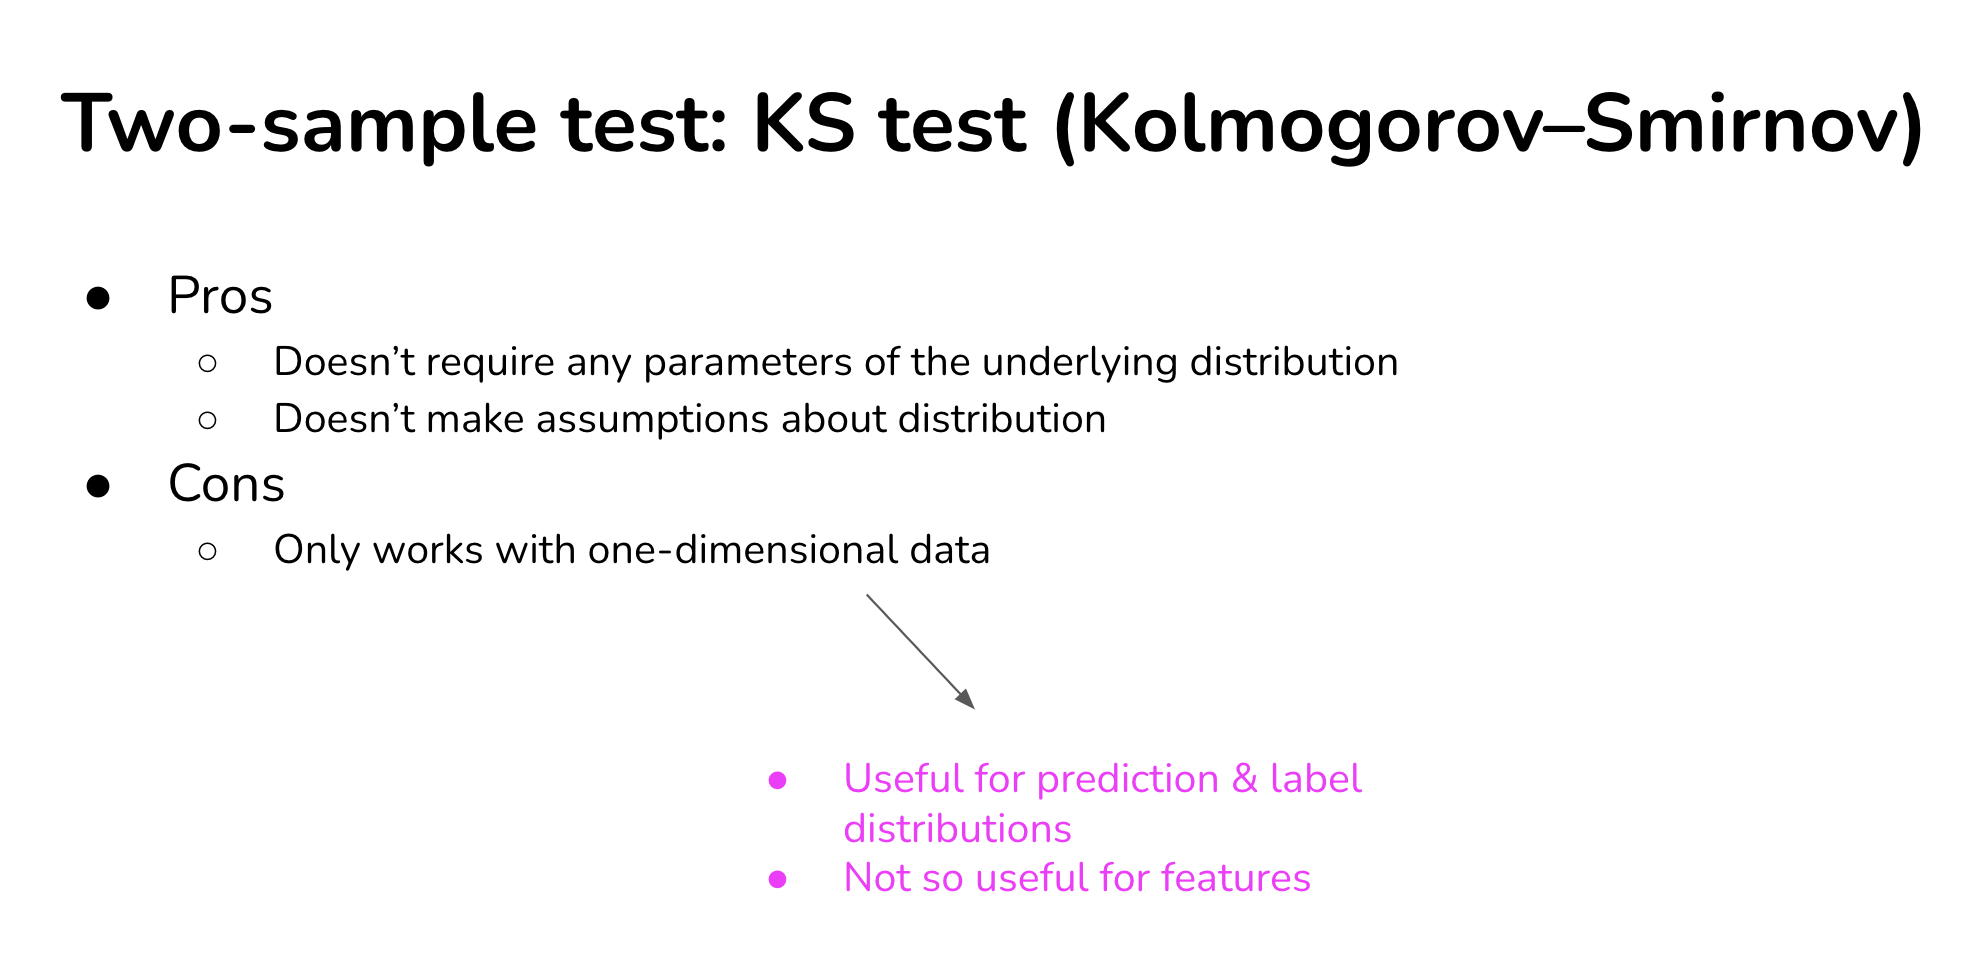 Two-sample test: KS test (Kolmogorov–Smirnov)
● Pros
○ Doesn’t require any parameters of the underlying distribution
○ Doesn’t make assumptions about distribution
● Cons
○ Only works with one-dimensional data
● Useful for prediction & label
distributions
● Not so useful for features